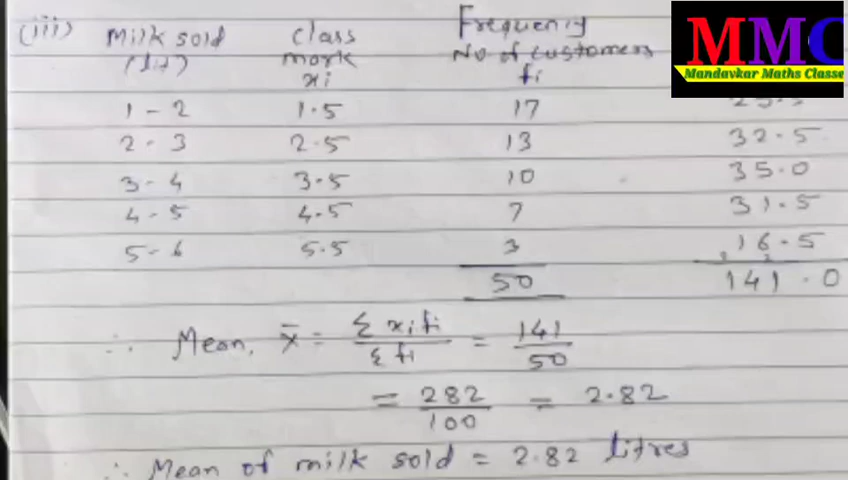 (iii) Milk sold Class Frequency
(lit) mark No of customers
xi fi
1 - 2 1.5 17
2 - 3 2.5 13 32.5
3 - 4 3.5 10 35.0
4 - 5 4.5 7 31.5
5 - 6 5.5 3 16.5
50 141.0
∴ Mean, x̄ = Σ xi fi / Σ fi = 141 / 50
= 282 / 100 = 2.82
∴ Mean of milk sold = 2.82 litres
MMC
Mandavkar Maths Classe